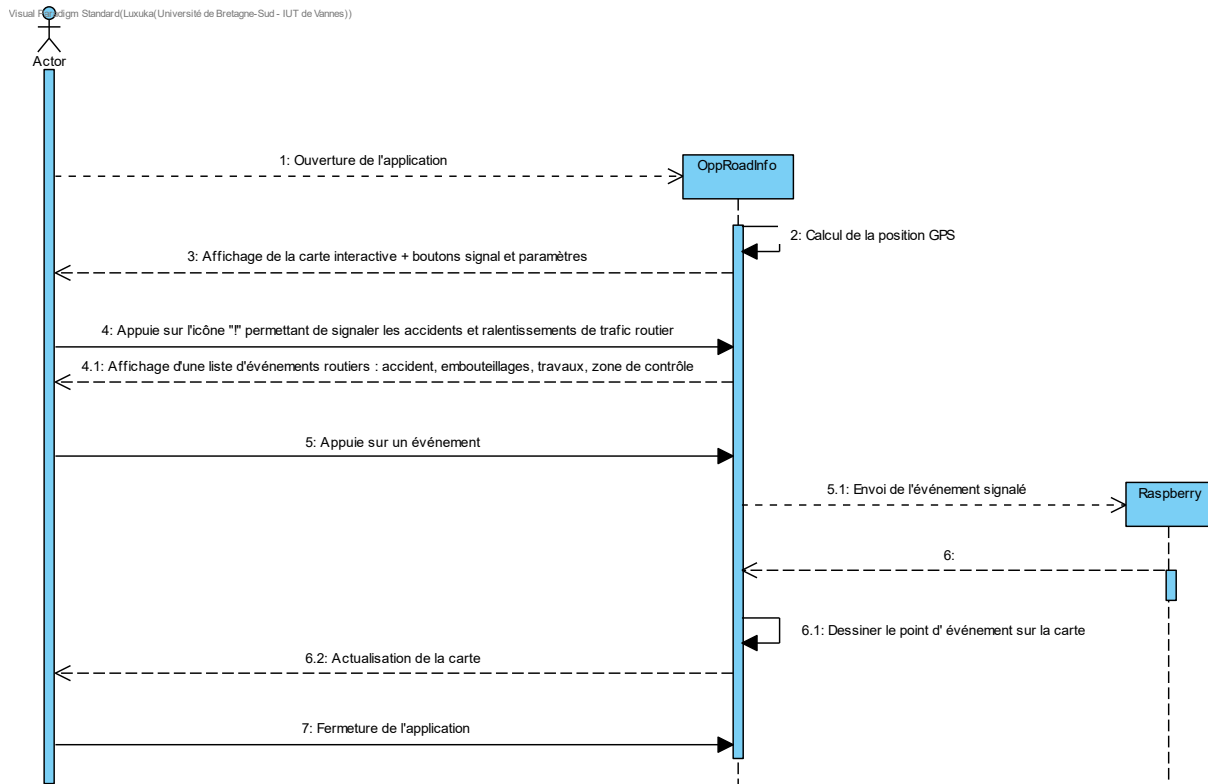 Visual Paradigm Standard(Luxuka(Université de Bretagne-Sud - IUT de Vannes))
Actor
1: Ouverture de l'application
OppRoadInfo
2: Calcul de la position GPS
3: Affichage de la carte interactive + boutons signal et paramètres
4: Appuie sur l'icône "!" permettant de signaler les accidents et ralentissements de trafic routier
4.1: Affichage d'une liste d'événements routiers : accident, embouteillages, travaux, zone de contrôle
5: Appuie sur un événement
5.1: Envoi de l'événement signalé
Raspberry
6:
6.1: Dessiner le point d' événement sur la carte
6.2: Actualisation de la carte
7: Fermeture de l'application